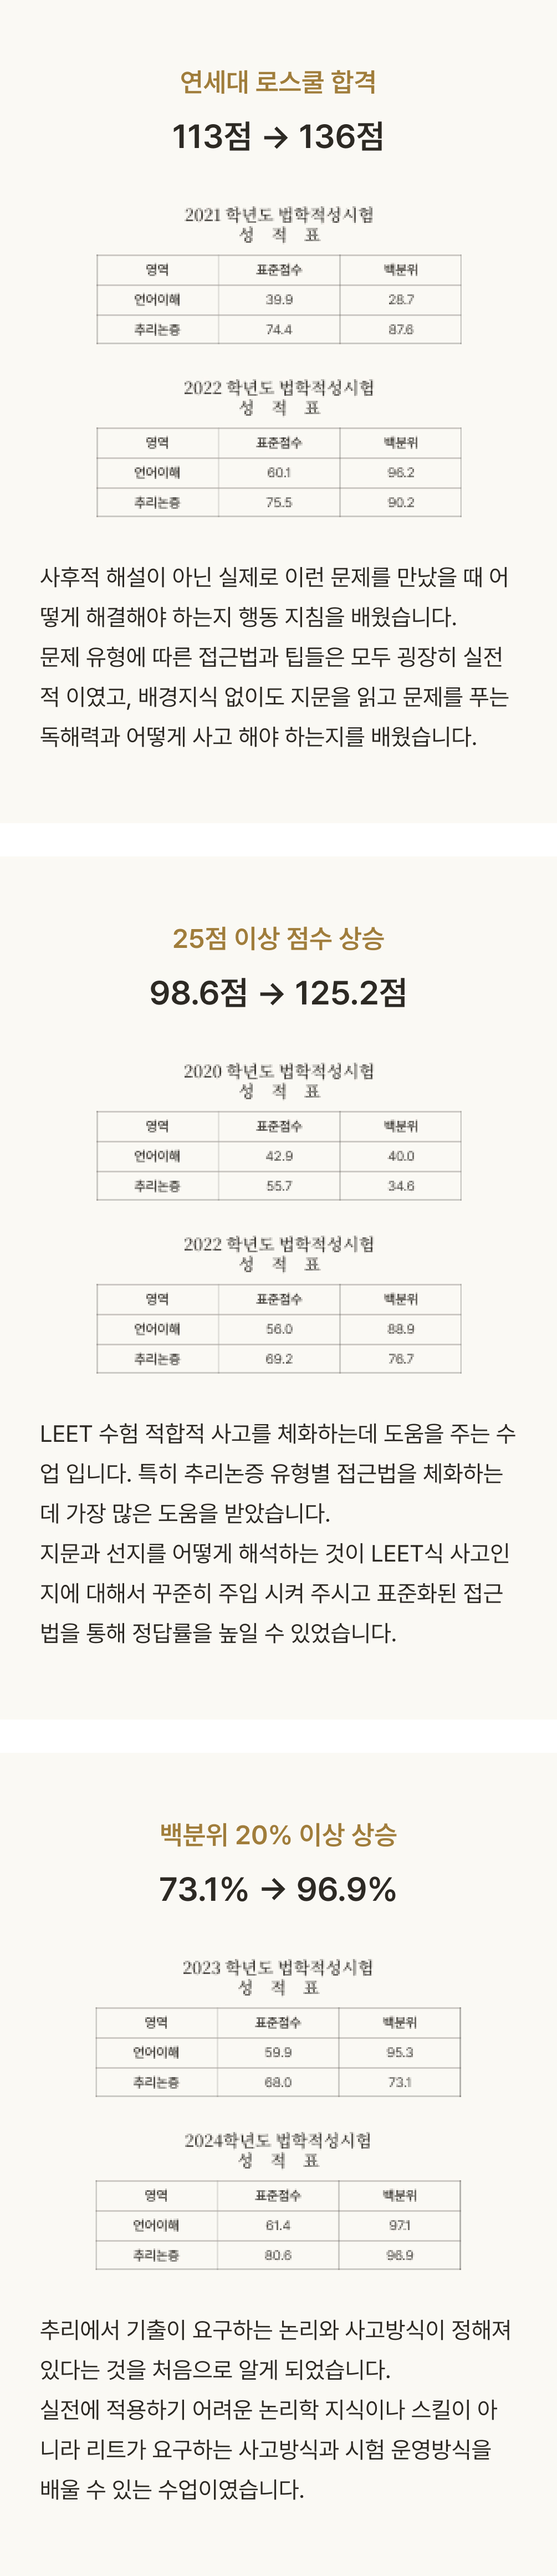 연세대 로스쿨 합격
113점 → 136점
2021 학년도 법학적성시험
성 적 표
영역 표준점수 백분위
언어이해 39.9 28.7
추리논증 74.4 87.6
2022 학년도 법학적성시험
성 적 표
영역 표준점수 백분위
언어이해 60.1 96.2
추리논증 75.5 90.2
사후적 해설이 아닌 실제로 이런 문제를 만났을 때 어
떻게 해결해야 하는지 행동 지침을 배웠습니다.
문제 유형에 따른 접근법과 팁들은 모두 굉장히 실전
적 이였고, 배경지식 없이도 지문을 읽고 문제를 푸는
독해력과 어떻게 사고 해야 하는지를 배웠습니다.
25점 이상 점수 상승
98.6점 → 125.2점
2020 학년도 법학적성시험
성 적 표
영역 표준점수 백분위
언어이해 42.9 40.0
추리논증 55.7 34.6
2022 학년도 법학적성시험
성 적 표
영역 표준점수 백분위
언어이해 56.0 88.9
추리논증 69.2 76.7
LEET 수험 적합적 사고를 체화하는데 도움을 주는 수
업 입니다. 특히 추리논증 유형별 접근법을 체화하는
데 가장 많은 도움을 받았습니다.
지문과 선지를 어떻게 해석하는 것이 LEET식 사고인
지에 대해서 꾸준히 주입 시켜 주시고 표준화된 접근
법을 통해 정답률을 높일 수 있었습니다.
백분위 20% 이상 상승
73.1% → 96.9%
2023 학년도 법학적성시험
성 적 표
영역 표준점수 백분위
언어이해 59.9 95.3
추리논증 68.0 73.1
2024학년도 법학적성시험
성 적 표
영역 표준점수 백분위
언어이해 61.4 97.1
추리논증 80.6 96.9
추리에서 기출이 요구하는 논리와 사고방식이 정해져
있다는 것을 처음으로 알게 되었습니다.
실전에 적용하기 어려운 논리학 지식이나 스킬이 아
니라 리트가 요구하는 사고방식과 시험 운영방식을
배울 수 있는 수업이였습니다.